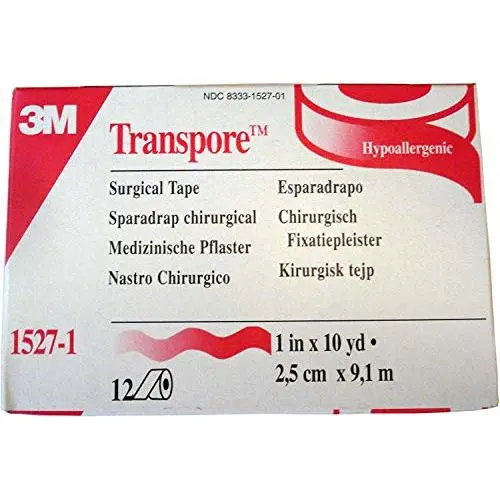 NDC 8333-1527-01
3M
Transpore™
Hypoallergenic
Surgical Tape
Sparadrap chirurgical
Medizinische Pflaster
Nastro Chirurgico
Esparadrapo
Chirurgisch
Fixatiepleister
Kirurgisk tejp
1527-1
1 in x 10 yd •
2,5 cm x 9,1 m
12